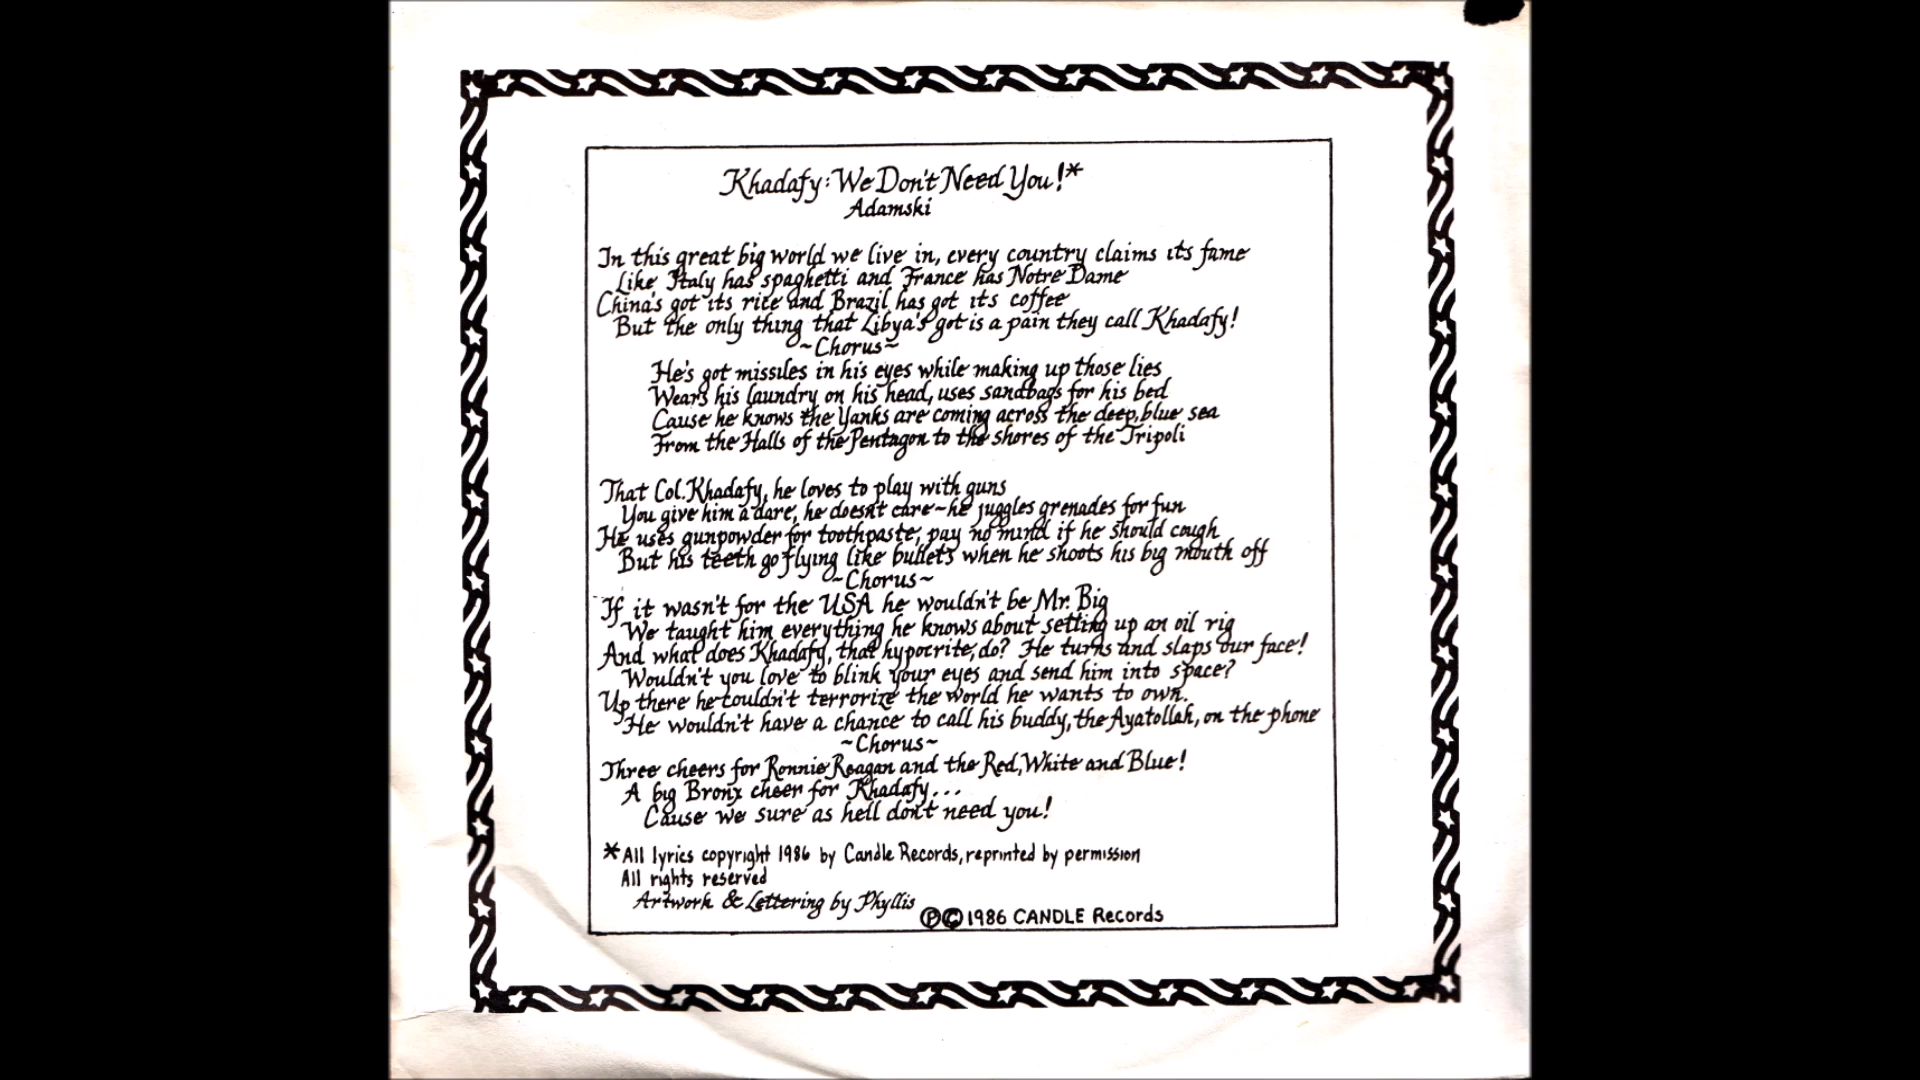 Khadafy: We Don't Need You!*
Adamski
In this great big world we live in, every country claims its fame
Like Italy has spaghetti and France has Notre Dame
China's got its rice and Brazil has got its coffee
But the only thing that Libya's got is a pain they call Khadafy!
~Chorus~
He's got missiles in his eyes while making up those lies
Wears his laundry on his head, uses sandbags for his bed
Cause he knows the Yanks are coming across the deep, blue sea
From the Halls of the Pentagon to the shores of the Tripoli
That Col. Khadafy, he loves to play with guns
You give him a dare, he doesn't care~he juggles grenades for fun
He uses gunpowder for toothpaste, pay no mind if he should cough
But his teeth go flying like bullets when he shoots his big mouth off
~Chorus~
If it wasn't for the USA he wouldn't be Mr. Big
We taught him everything he knows about setting up an oil rig
And what does Khadafy, that hypocrite, do? He turns and slaps our face!
Wouldn't you love to blink your eyes and send him into space?
Up there he couldn't terrorize the world he wants to own.
He wouldn't have a chance to call his buddy, the Ayatollah, on the phone
~Chorus~
Three cheers for Ronnie Reagan and the Red, White and Blue!
A big Bronx cheer for Khadafy...
Cause we sure as hell don't need you!
*All lyrics copyright 1986 by Candle Records, reprinted by permission
All rights reserved
Artwork & Lettering by Phyllis
℗©1986 CANDLE Records